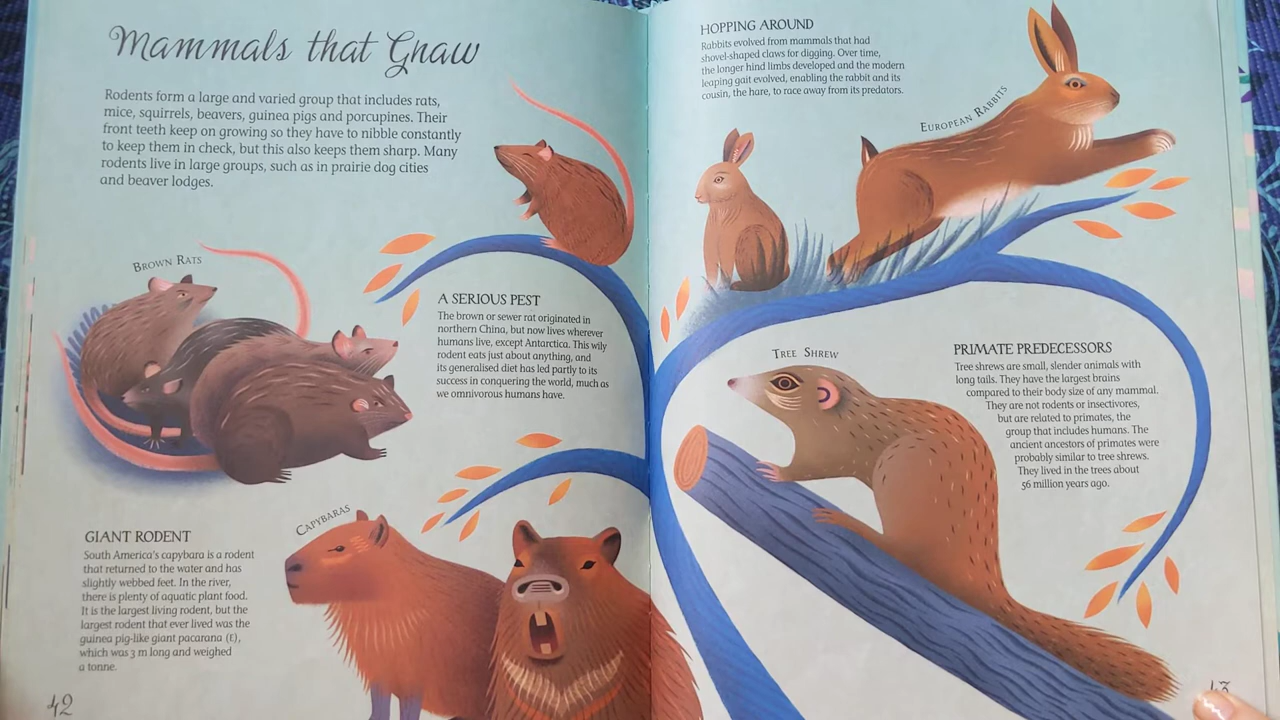 Mammals that Gnaw
Rodents form a large and varied group that includes rats,
mice, squirrels, beavers, guinea pigs and porcupines. Their
front teeth keep on growing so they have to nibble constantly
to keep them in check, but this also keeps them sharp. Many
rodents live in large groups, such as in prairie dog cities
and beaver lodges.
BROWN RATS
A SERIOUS PEST
The brown or sewer rat originated in
northern China, but now lives wherever
humans live, except Antarctica. This wily
rodent eats just about anything, and
its generalised diet has led partly to its
success in conquering the world, much as
we omnivorous humans have.
GIANT RODENT
South America's capybara is a rodent
that returned to the water and has
slightly webbed feet. In the river,
there is plenty of aquatic plant food.
It is the largest living rodent, but the
largest rodent that ever lived was the
guinea pig-like giant pacarana (E),
which was 3 m long and weighed
a tonne.
CAPYBARAS
42
HOPPING AROUND
Rabbits evolved from mammals that had
shovel-shaped claws for digging. Over time,
the longer hind limbs developed and the modern
leaping gait evolved, enabling the rabbit and its
cousin, the hare, to race away from its predators.
EUROPEAN RABBITS
TREE SHREW
PRIMATE PREDECESSORS
Tree shrews are small, slender animals with
long tails. They have the largest brains
compared to their body size of any mammal.
They are not rodents or insectivores,
but are related to primates, the
group that includes humans. The
ancient ancestors of primates were
probably similar to tree shrews.
They lived in the trees about
56 million years ago.